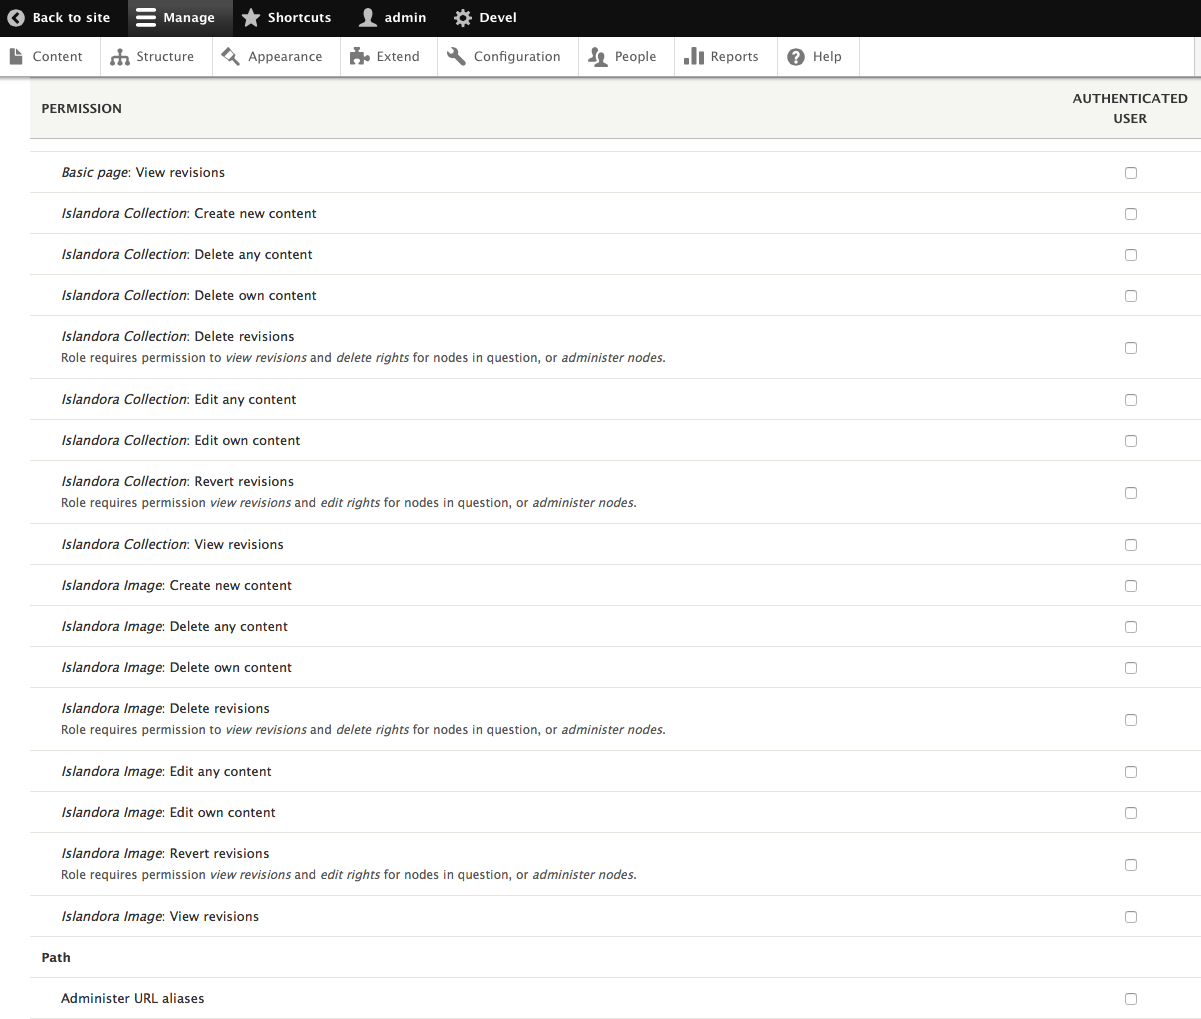 Back to site Manage Shortcuts admin Devel
Content Structure Appearance Extend Configuration People Reports Help
PERMISSION AUTHENTICATED USER
Basic page: View revisions
Islandora Collection: Create new content
Islandora Collection: Delete any content
Islandora Collection: Delete own content
Islandora Collection: Delete revisions
Role requires permission to view revisions and delete rights for nodes in question, or administer nodes.
Islandora Collection: Edit any content
Islandora Collection: Edit own content
Islandora Collection: Revert revisions
Role requires permission view revisions and edit rights for nodes in question, or administer nodes.
Islandora Collection: View revisions
Islandora Image: Create new content
Islandora Image: Delete any content
Islandora Image: Delete own content
Islandora Image: Delete revisions
Role requires permission to view revisions and delete rights for nodes in question, or administer nodes.
Islandora Image: Edit any content
Islandora Image: Edit own content
Islandora Image: Revert revisions
Role requires permission view revisions and edit rights for nodes in question, or administer nodes.
Islandora Image: View revisions
Path
Administer URL aliases